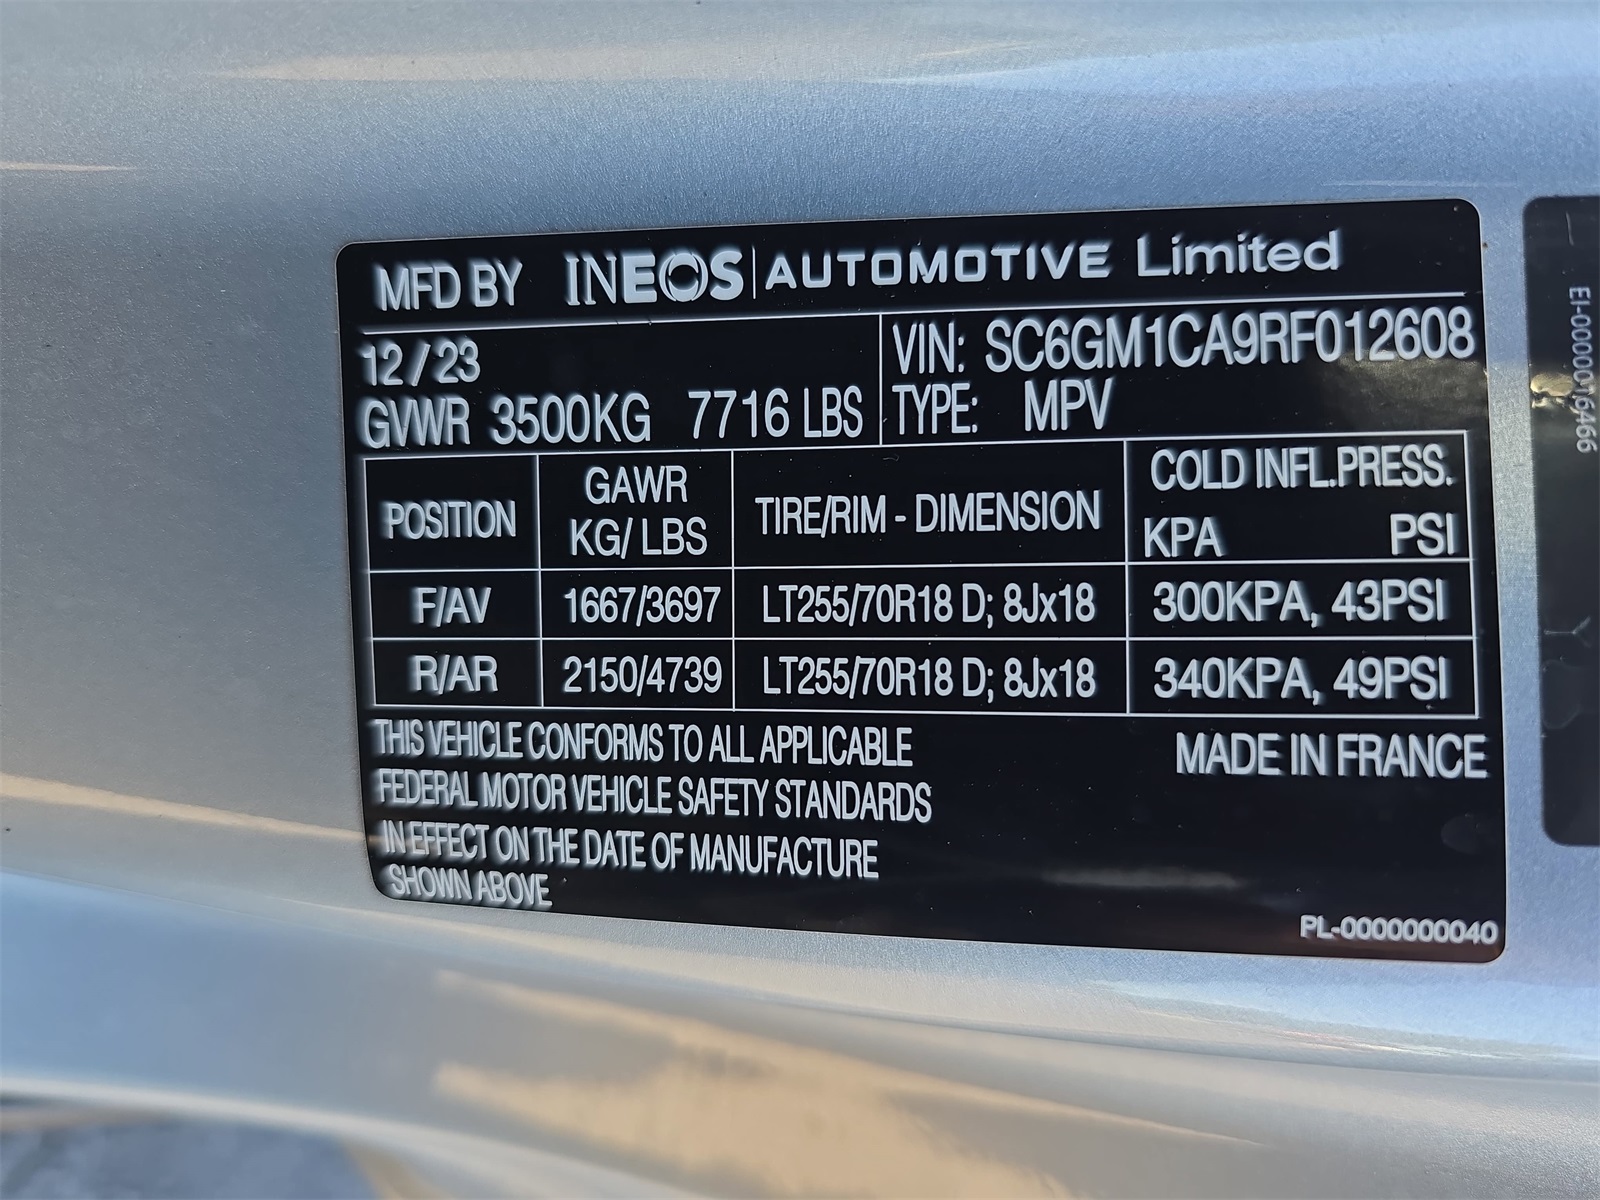 MFD BY INEOS AUTOMOTIVE Limited
12/23
GVWR 3500KG 7716 LBS
VIN: SC6GM1CA9RF012608
TYPE: MPV
POSITION GAWR KG/LBS TIRE/RIM - DIMENSION COLD INFL.PRESS. KPA PSI
F/AV 1667/3697 LT255/70R18 D; 8Jx18 300KPA, 43PSI
R/AR 2150/4739 LT255/70R18 D; 8Jx18 340KPA, 49PSI
THIS VEHICLE CONFORMS TO ALL APPLICABLE
FEDERAL MOTOR VEHICLE SAFETY STANDARDS
IN EFFECT ON THE DATE OF MANUFACTURE
SHOWN ABOVE
MADE IN FRANCE
PL-0000000040